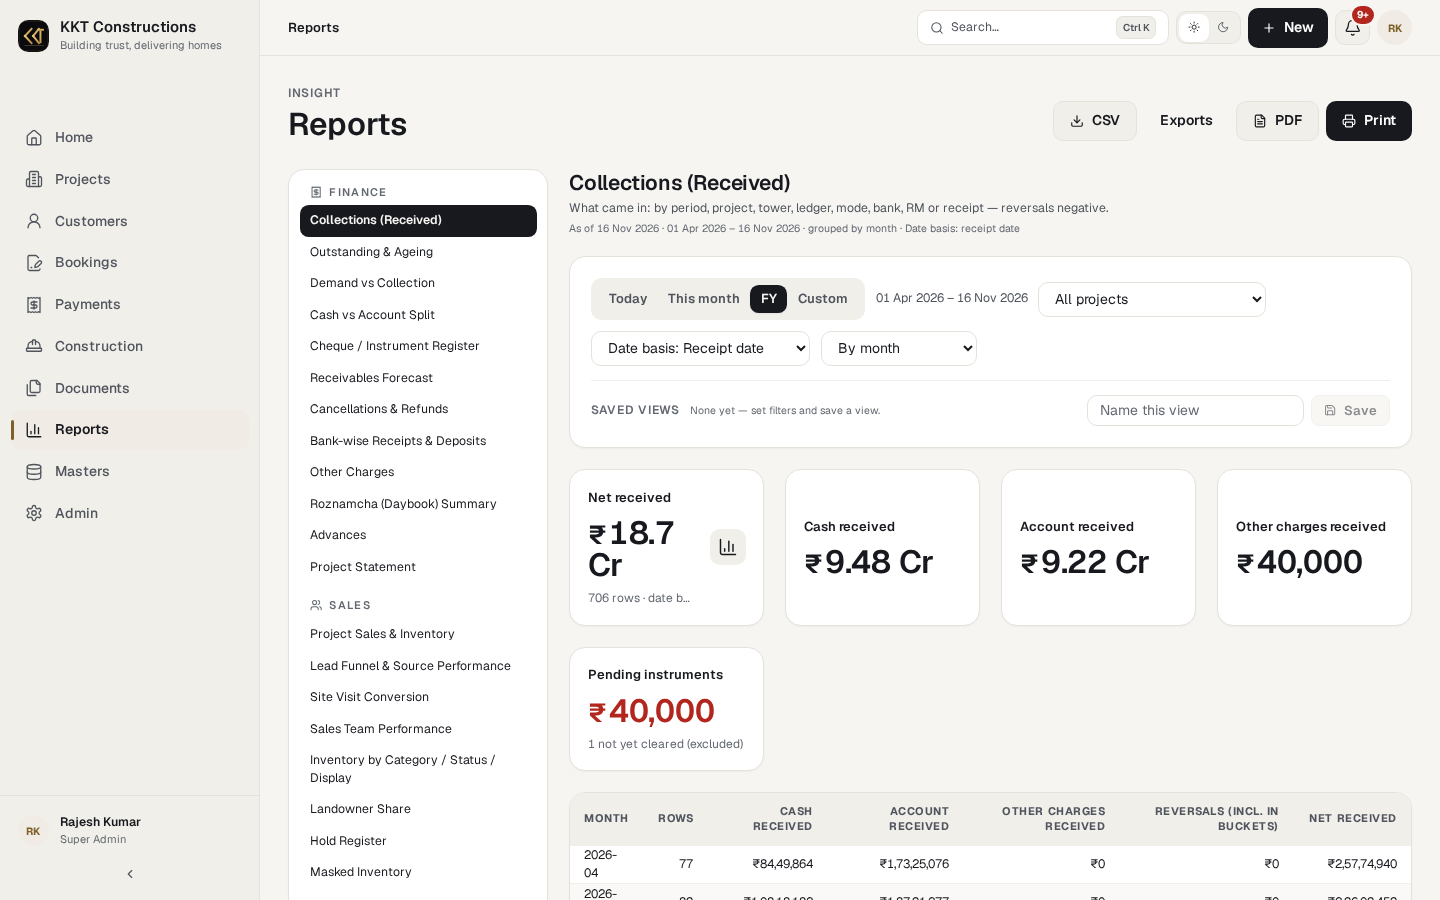 KKT Constructions
Building trust, delivering homes
Home
Projects
Customers
Bookings
Payments
Construction
Documents
Reports
Masters
Admin
RK
Rajesh Kumar
Super Admin
Reports
Search...
Ctrl K
New
9+
RK
INSIGHT
Reports
CSV
Exports
PDF
Print
FINANCE
Collections (Received)
Outstanding & Ageing
Demand vs Collection
Cash vs Account Split
Cheque / Instrument Register
Receivables Forecast
Cancellations & Refunds
Bank-wise Receipts & Deposits
Other Charges
Roznamcha (Daybook) Summary
Advances
Project Statement
SALES
Project Sales & Inventory
Lead Funnel & Source Performance
Site Visit Conversion
Sales Team Performance
Inventory by Category / Status /
Display
Landowner Share
Hold Register
Masked Inventory
Collections (Received)
What came in: by period, project, tower, ledger, mode, bank, RM or receipt — reversals negative.
As of 16 Nov 2026 · 01 Apr 2026 – 16 Nov 2026 · grouped by month · Date basis: receipt date
Today This month FY Custom 01 Apr 2026 – 16 Nov 2026 All projects
Date basis: Receipt date By month
SAVED VIEWS None yet — set filters and save a view. Name this view Save
Net received
₹18.7
Cr
706 rows · date b...
Cash received
₹9.48 Cr
Account received
₹9.22 Cr
Other charges received
₹40,000
Pending instruments
₹40,000
1 not yet cleared (excluded)
MONTH ROWS CASH RECEIVED ACCOUNT RECEIVED OTHER CHARGES RECEIVED REVERSALS (INCL. IN BUCKETS) NET RECEIVED
2026-04 77 ₹84,49,864 ₹1,73,25,076 ₹0 ₹0 ₹2,57,74,940
2026-